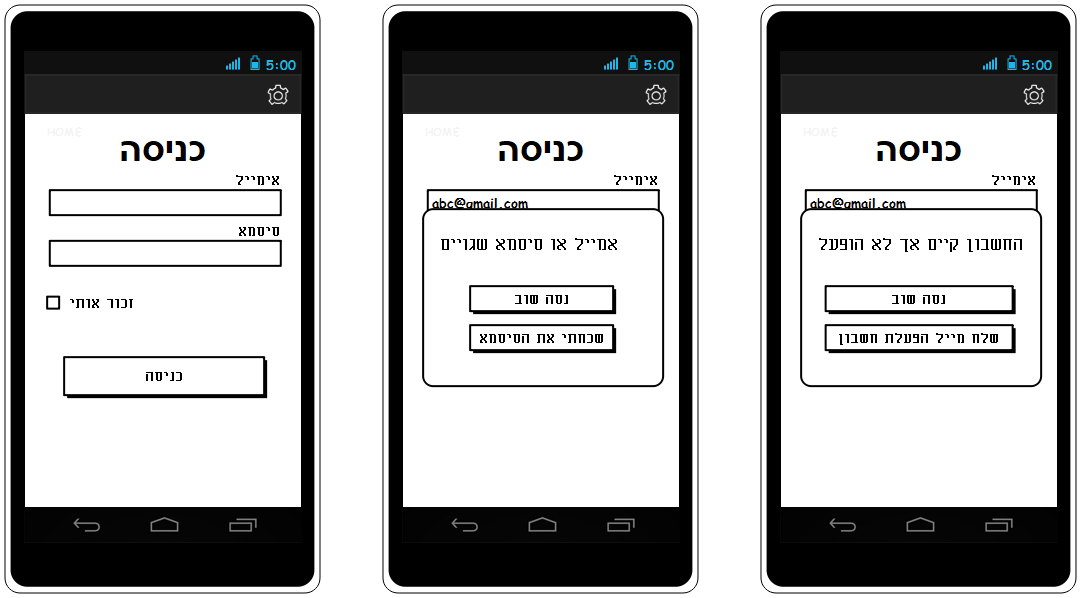 5:00
HOME
כניסה
אימייל
סיסמא
זכור אותי
כניסה
5:00
HOME
כניסה
אימייל
abc@gmail.com
אמייל או סיסמא שגויים
נסה שוב
שכחתי את הסיסמא
5:00
HOME
כניסה
אימייל
abc@gmail.com
החשבון קיים אך לא הופעל
נסה שוב
שלח מייל הפעלת חשבון